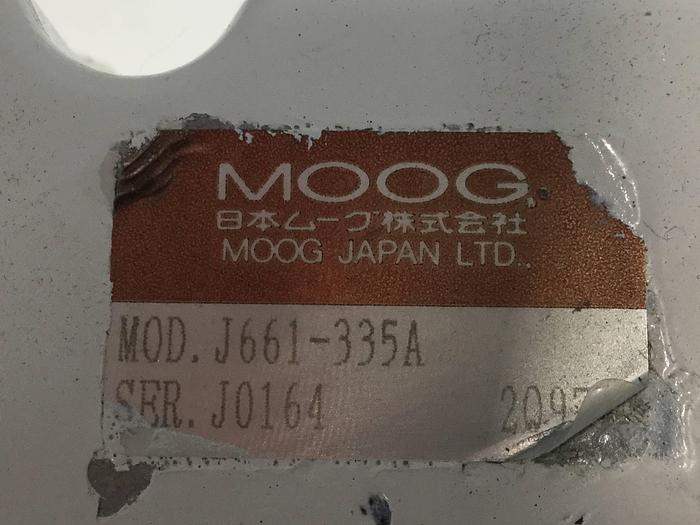 MOOG
日本ムーグ株式会社
MOOG JAPAN LTD.
MOD. J661-335A
SER. J0164